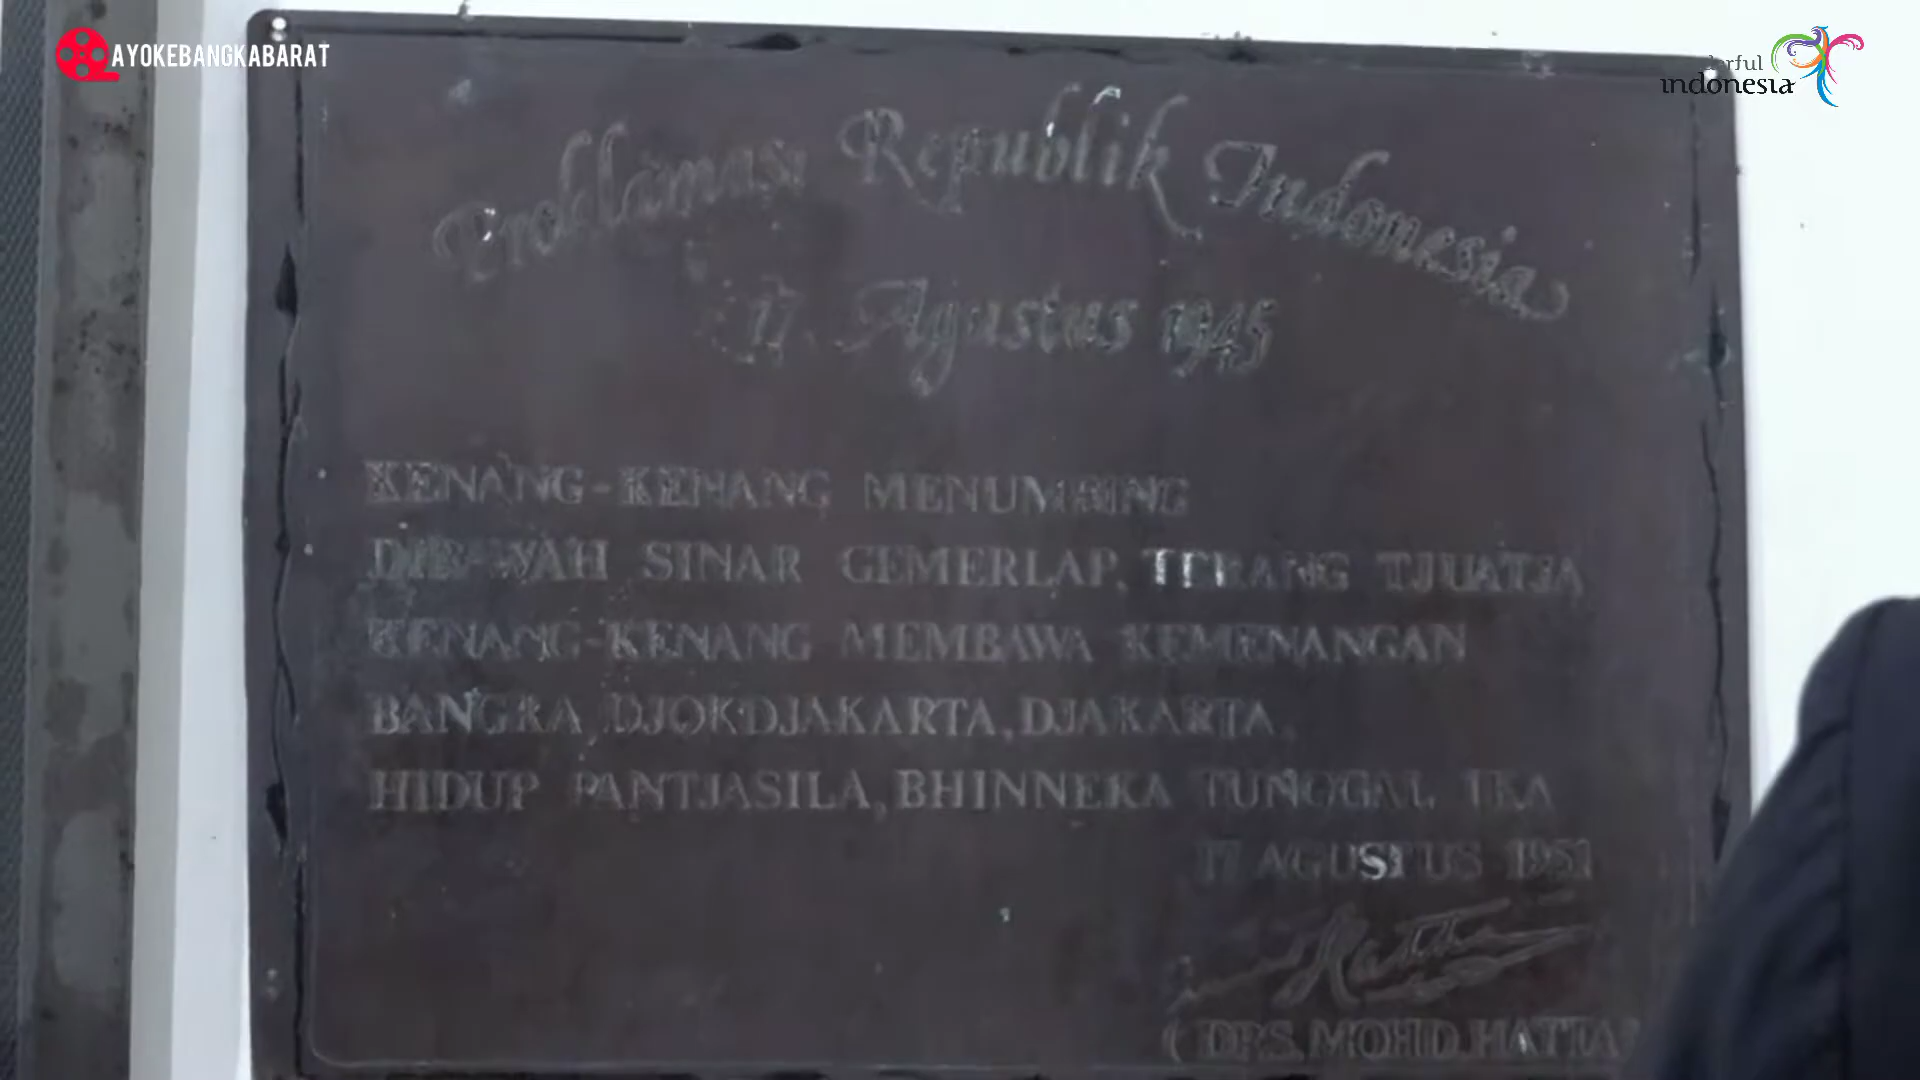 AYOKEBANGKABARAT
indonesia
Proklamasi Republik Indonesia
17 Agustus 1945
KENANG-KENANG MENUMBING
DIBAWAH SINAR GEMERLAP, TERANG TJUATJA
KENANG-KENANG MEMBAWA KEMENANGAN
BANGKA, DJOKDJAKARTA, DJAKARTA,
HIDUP PANTJASILA, BHINNEKA TUNGGAL IKA
17 AGUSTUS 1951
Hatta
(DRS. MOHD. HATTA